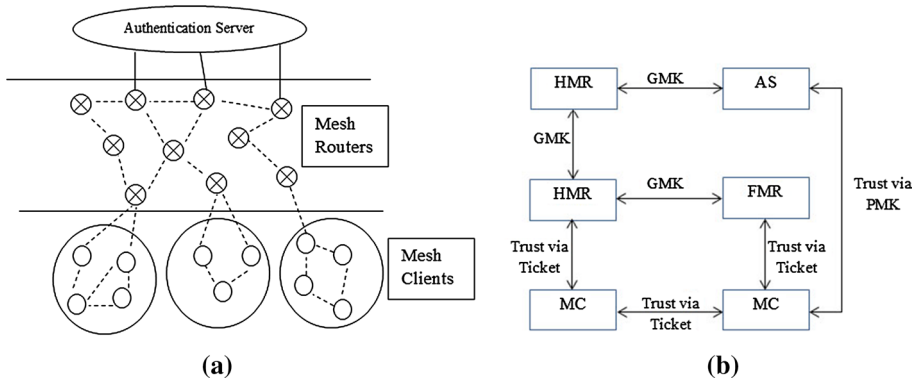 Authentication Server
Mesh
Routers
Mesh
Clients
(a)
HMR
GMK
AS
GMK
Trust via
PMK
HMR
GMK
FMR
Trust via
Ticket
Trust via
Ticket
MC
Trust via
Ticket
MC
(b)